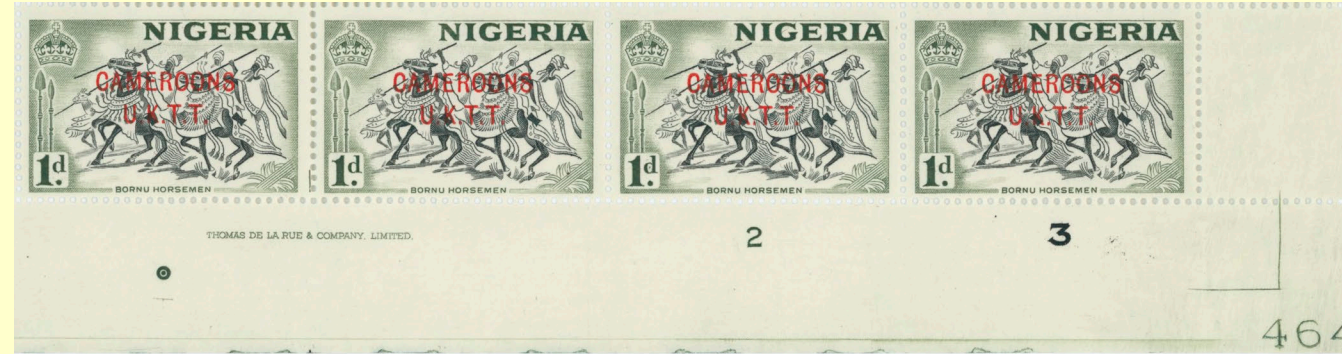 NIGERIA
CAMEROONS
U.K.T.T.
1d.
BORNU HORSEMEN
NIGERIA
CAMEROONS
U.K.T.T.
1d.
BORNU HORSEMEN
NIGERIA
CAMEROONS
U.K.T.T.
1d.
BORNU HORSEMEN
NIGERIA
CAMEROONS
U.K.T.T.
1d.
BORNU HORSEMEN
THOMAS DE LA RUE & COMPANY, LIMITED.
2
3
464